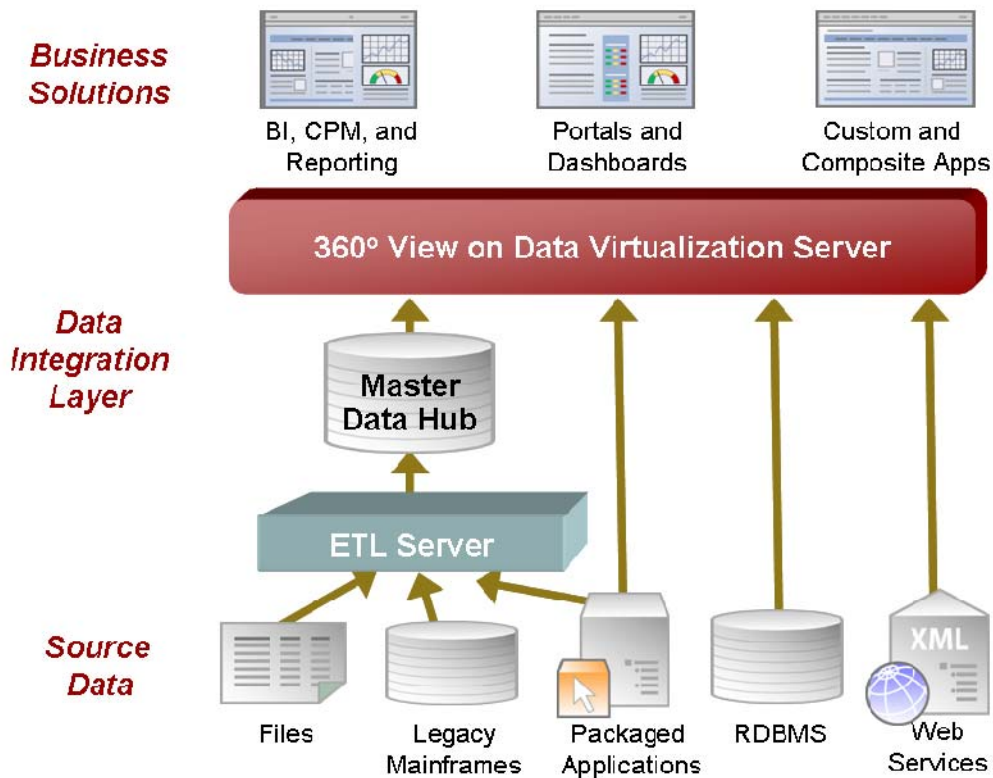 Business
Solutions
BI, CPM, and
Reporting
Portals and
Dashboards
Custom and
Composite Apps
360º View on Data Virtualization Server
Data
Integration
Layer
Master
Data Hub
ETL Server
Source
Data
XML
Files
Legacy
Mainframes
Packaged
Applications
RDBMS
Web
Services